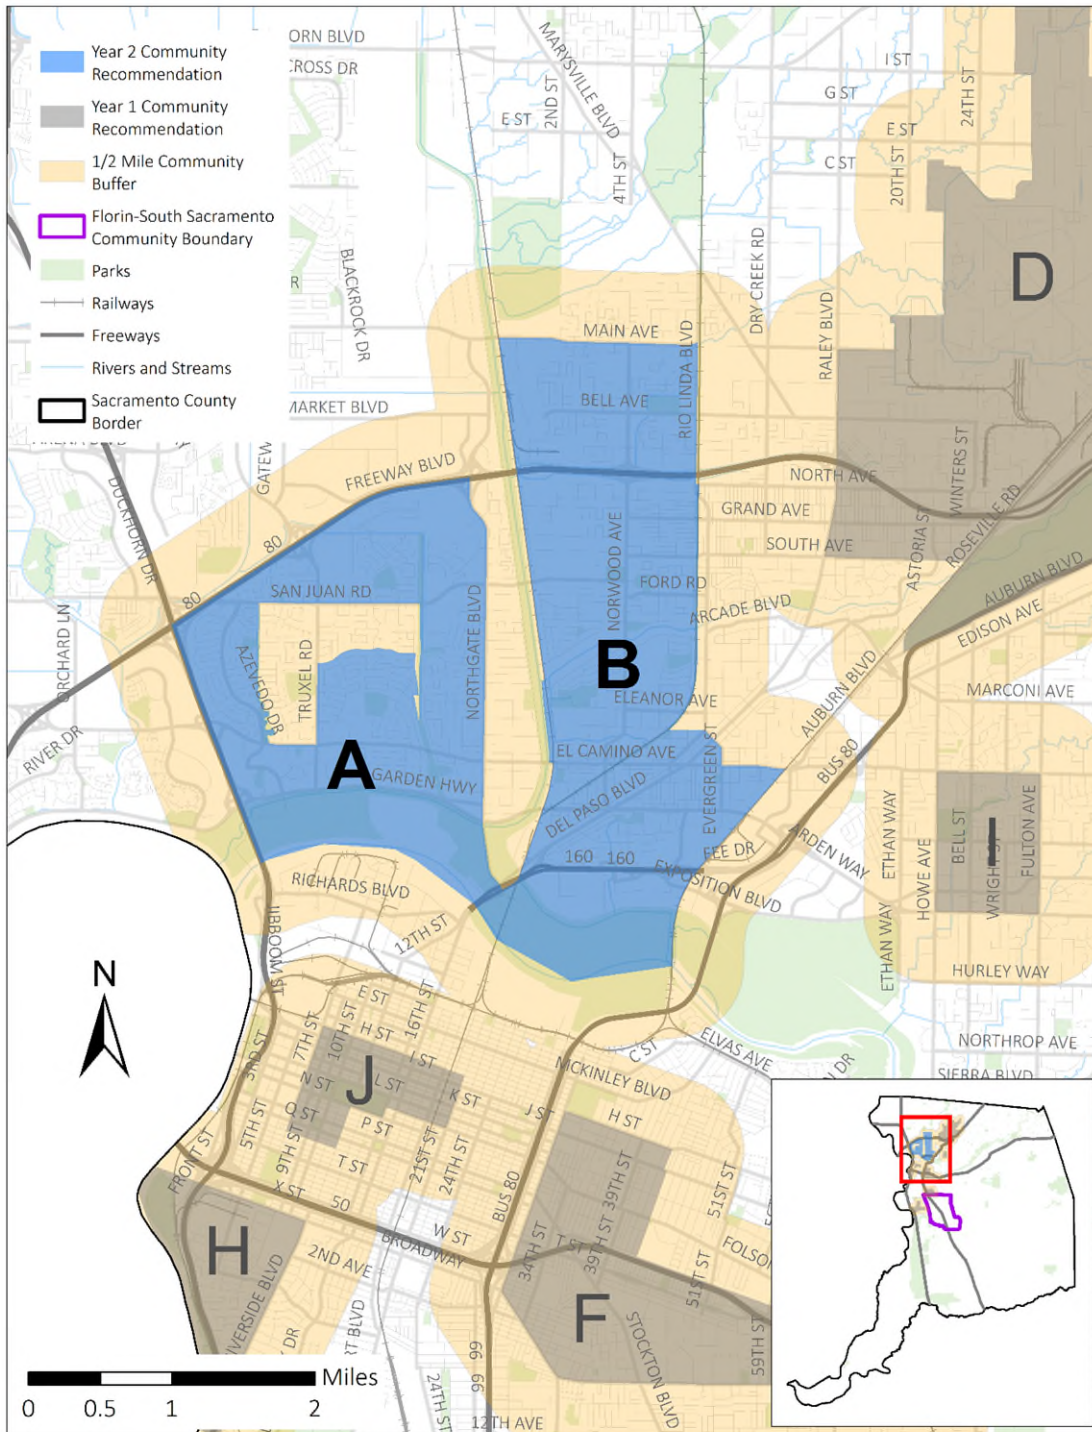 Year 2 Community
Recommendation
Year 1 Community
Recommendation
1/2 Mile Community
Buffer
Florin-South Sacramento
Community Boundary
Parks
Railways
Freeways
Rivers and Streams
Sacramento County
Border
ORN BLVD
CROSS DR
MARYSVILLE BLVD
2ND ST
E ST
4TH ST
I ST
G ST
E ST
C ST
20TH ST
24TH ST
D
BLACKROCK DR
R
DRY CREEK RD
RALEY BLVD
MAIN AVE
RIO LINDA BLVD
BELL AVE
MARKET BLVD
GATEW
FREEWAY BLVD
DUCKHORN DR
80
80
NORTH AVE
WINTERS ST
GRAND AVE
SOUTH AVE
ROSEVILLE RD
ASTORIA ST
NORWOOD AVE
FORD RD
ARCADE BLVD
AUBURN BLVD
EDISON AVE
SAN JUAN RD
ORCHARD LN
AZEVEDO DR
TRUXEL RD
NORTHGATE BLVD
B
ELEANOR AVE
AUBURN BLVD
MARCONI AVE
RIVER DR
A
GARDEN HWY
EL CAMINO AVE
DEL PASO BLVD
EVERGREEN ST
BUS 80
ETHAN WAY
ETHAN WAY
HOWE AVE
BELL ST
FULTON AVE
ARDEN WAY
160
160
EXPOSITION BLVD
RICHARDS BLVD
12TH ST
JIBBOOM ST
ETHAN WAY
HURLEY WAY
N
E ST
H ST
I ST
16TH ST
7TH ST
10TH ST
3RD ST
J
L ST
K ST
J ST
N ST
Q ST
P ST
T ST
X ST
5TH ST
9TH ST
21ST ST
24TH ST
C ST
ELVAS AVE
NORTHROP AVE
SIERRA BLVD
MCKINLEY BLVD
H ST
39TH ST
51ST ST
FRONT ST
50
W ST
BROADWAY
BUS 80
34TH ST
39TH ST
T ST
51ST ST
FOLSO
H
2ND AVE
F
STOCKTON BLVD
59TH ST
99
99
24TH ST
12TH AVE
Miles
0
0.5
1
2